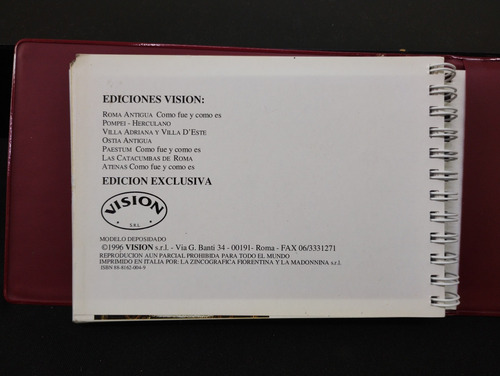 EDICIONES VISION:
ROMA ANTIGUA Como fue y como es
POMPEI - HERCULANO
VILLA ADRIANA Y VILLA D'ESTE
OSTIA ANTIGUA
PAESTUM Como fue y como es
LAS CATACUMBAS DE ROMA
ATENAS Como fue y como es
EDICION EXCLUSIVA
VISION
S.R.L.
MODELO DEPOSIDADO
©1996 VISION s.r.l. - Via G. Banti 34 - 00191- Roma - FAX 06/3331271
REPRODUCION AUN PARCIAL PROHIBIDA PARA TODO EL MUNDO
IMPRIMIDO EN ITALIA POR: LA ZINCOGRAFICA FIORENTINA Y LA MADONNINA s.r.l.
ISBN 88-8162-004-9